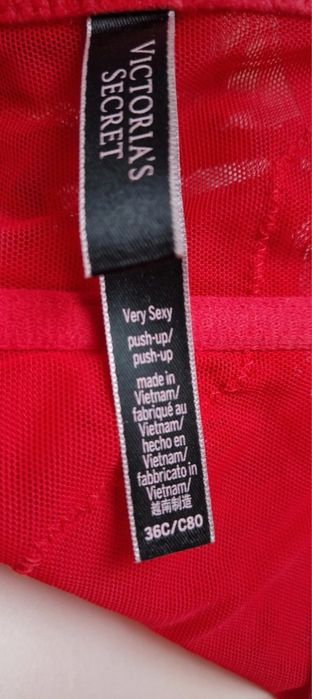 VICTORIA'S
SECRET
Very Sexy
push-up/
push-up
made in
Vietnam/
fabriqué au
Vietnam/
hecho en
Vietnam/
fabbricato in
Vietnam/
越南制造
36C/C80